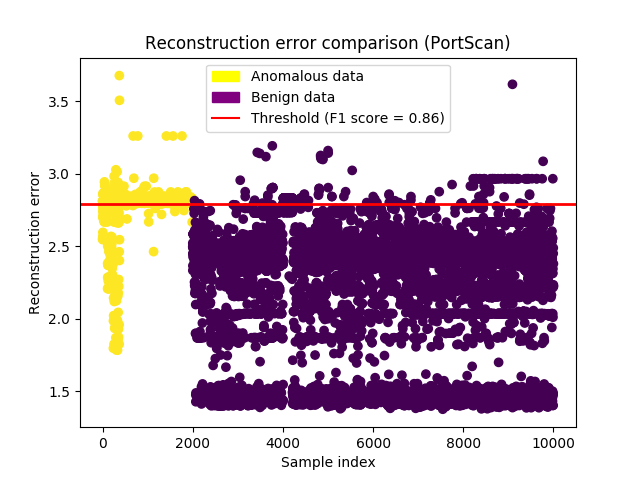 Reconstruction error comparison (PortScan)
Anomalous data
Benign data
Threshold (F1 score = 0.86)
Reconstruction error
3.5
3.0
2.5
2.0
1.5
0
2000
4000
6000
8000
10000
Sample index